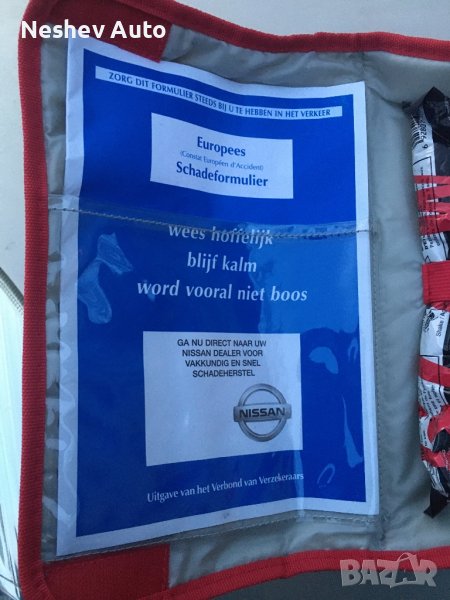 Neshev Auto
ZORG DIT FORMULIER STEEDS BIJ U TE HEBBEN IN HET VERKEER
Europees
(Constat Européen d'Accident)
Schadeformulier
wees hoffelijk
blijf kalm
word vooral niet boos
GA NU DIRECT NAAR UW
NISSAN DEALER VOOR
VAKKUNDIG EN SNEL
SCHADEHERSTEL
NISSAN
Uitgave van het Verbond van Verzekeraars
BAZAR